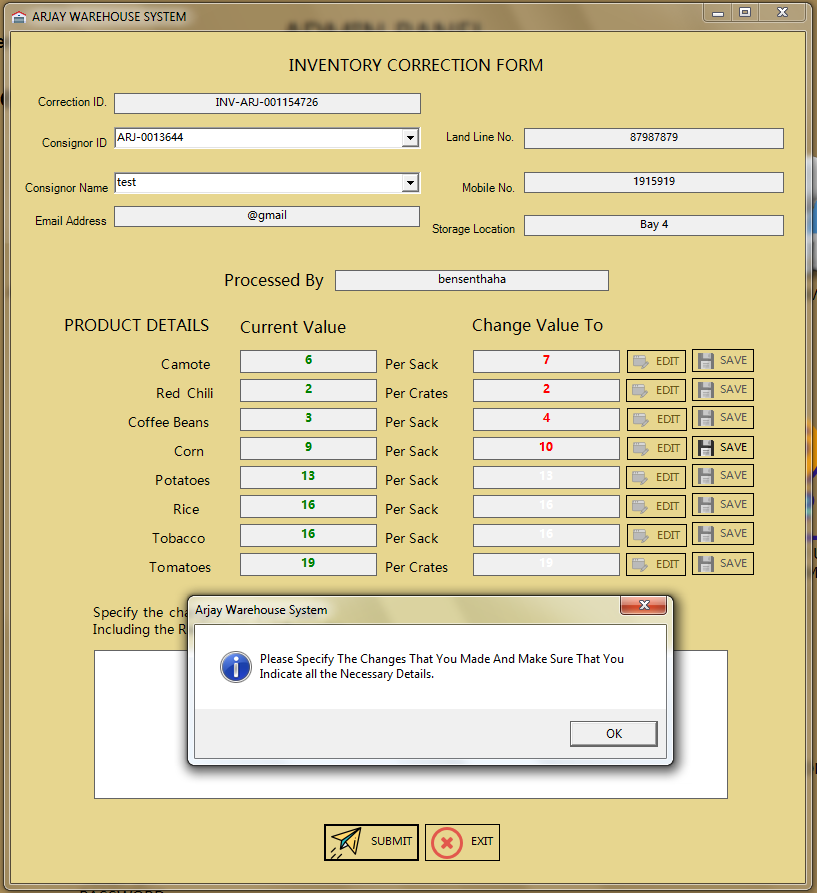 ARJAY WAREHOUSE SYSTEM
INVENTORY CORRECTION FORM
Correction ID. INV-ARJ-001154726
Consignor ID ARJ-0013644 Land Line No. 87987879
Consignor Name test Mobile No. 1915919
Email Address @gmail Storage Location Bay 4
Processed By bensenthaha
PRODUCT DETAILS Current Value Change Value To
Camote 6 Per Sack 7 EDIT SAVE
Red Chili 2 Per Crates 2 EDIT SAVE
Coffee Beans 3 Per Sack 4 EDIT SAVE
Corn 9 Per Sack 10 EDIT SAVE
Potatoes 13 Per Sack 13 EDIT SAVE
Rice 16 Per Sack 16 EDIT SAVE
Tobacco 16 Per Sack 16 EDIT SAVE
Tomatoes 19 Per Crates 19 EDIT SAVE
Specify the cha
Including the R
Arjay Warehouse System
Please Specify The Changes That You Made And Make Sure That You
Indicate all the Necessary Details.
OK
SUBMIT EXIT